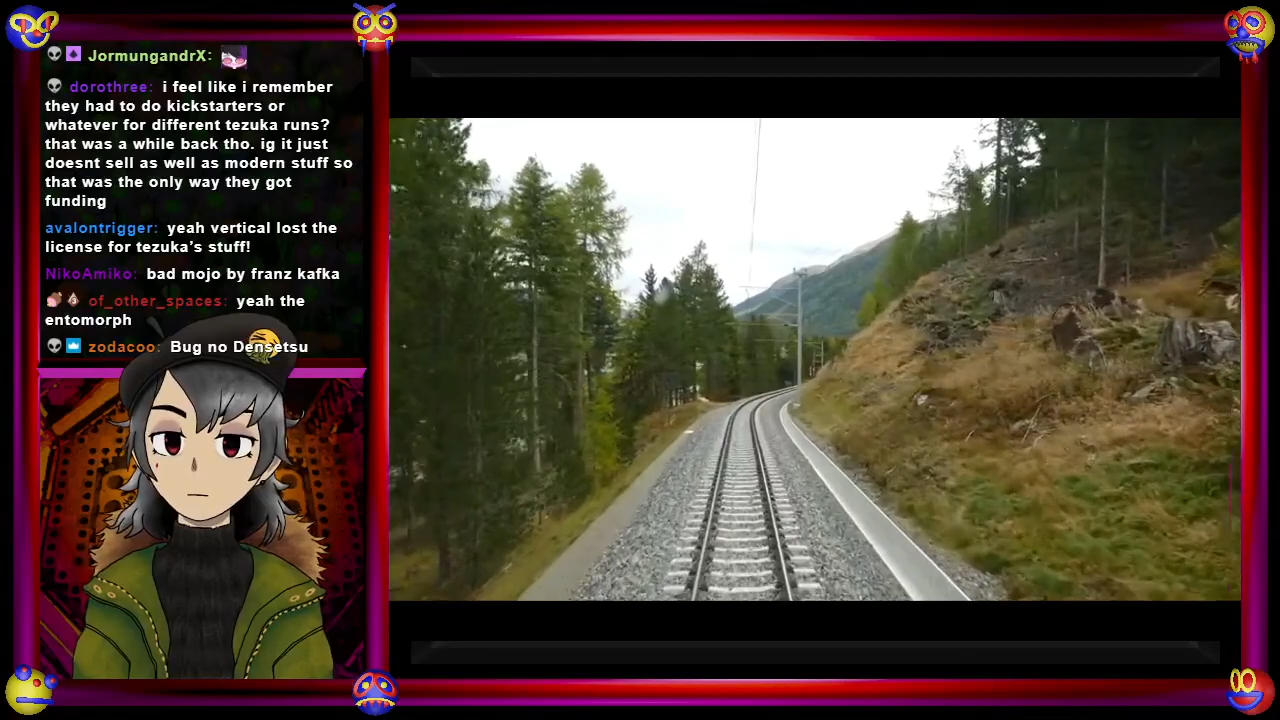 JormungandrX:
dorothree: i feel like i remember
they had to do kickstarters or
whatever for different tezuka runs?
that was a while back tho. ig it just
doesnt sell as well as modern stuff so
that was the only way they got
funding
avalontrigger: yeah vertical lost the
license for tezuka's stuff!
NikoAmiko: bad mojo by franz kafka
of_other_spaces: yeah the
entomorph
zodacoo: Bug no Densetsu